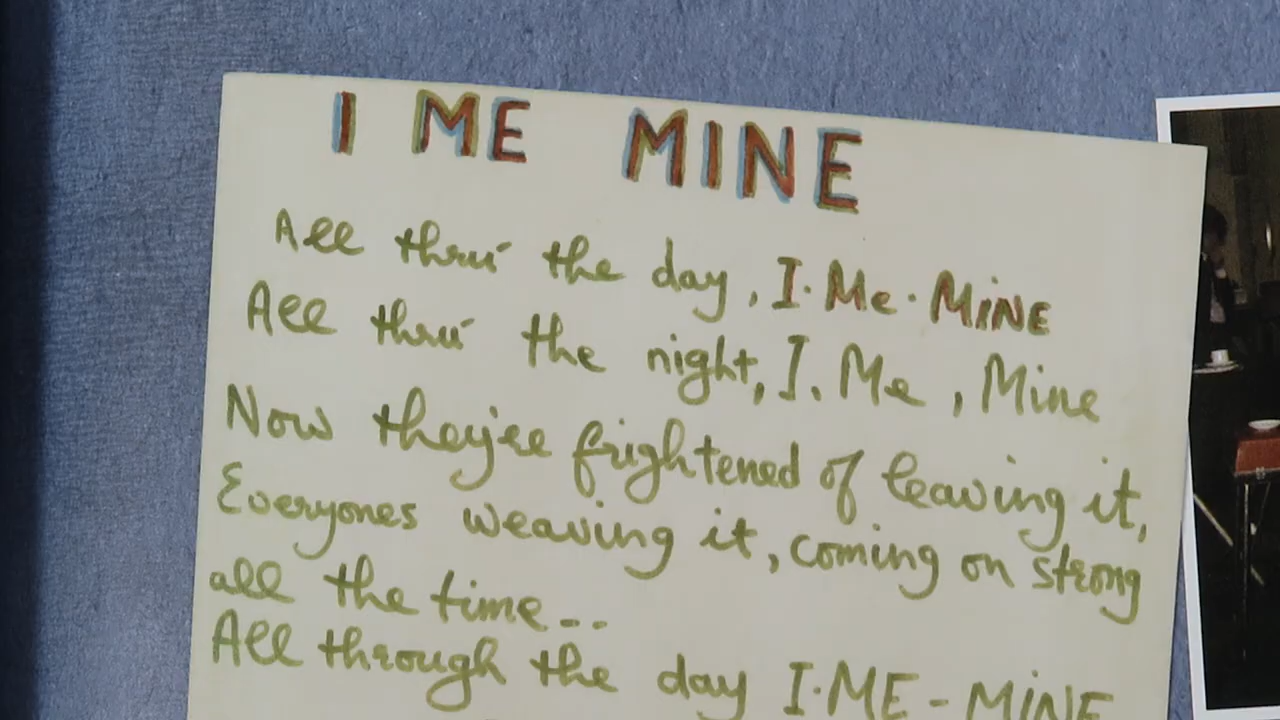 I ME MINE
All thru' the day, I. Me. MINE
All thru' the night, I. Me, Mine
Now they're frightened of leaving it,
Everyones weaving it, coming on strong
all the time--
All through the day I. ME - MINE